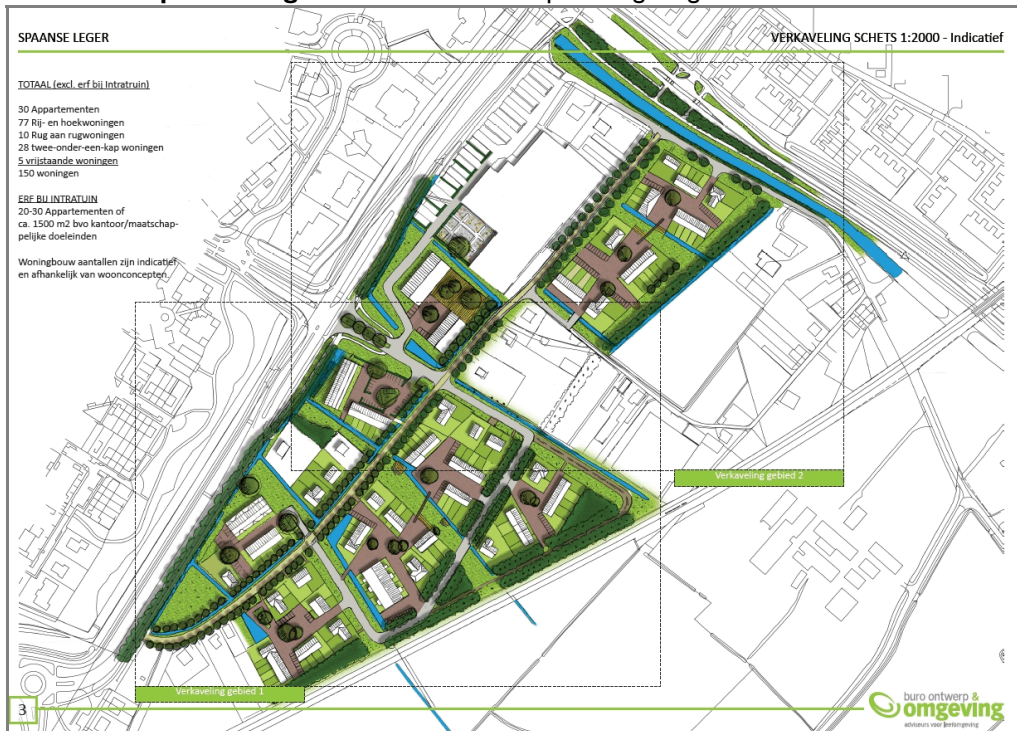 SPAANSE LEGER
VERKAVELING SCHETS 1:2000 - Indicatief
TOTAAL (excl. erf bij Intratruin)
30 Appartementen
77 Rij- en hoekwoningen
10 Rug aan rugwoningen
28 twee-onder-een-kap woningen
5 vrijstaande woningen
150 woningen
ERF BIJ INTRATUIN
20-30 Appartementen of
ca. 1500 m2 bvo kantoor/maatschap-
pelijke doeleinden
Woningbouw aantallen zijn indicatief
en afhankelijk van woonconcepten.
Verkaveling gebied 2
Verkaveling gebied 1
3
buro ontwerp &
omgeving
adviseurs voor leefomgeving